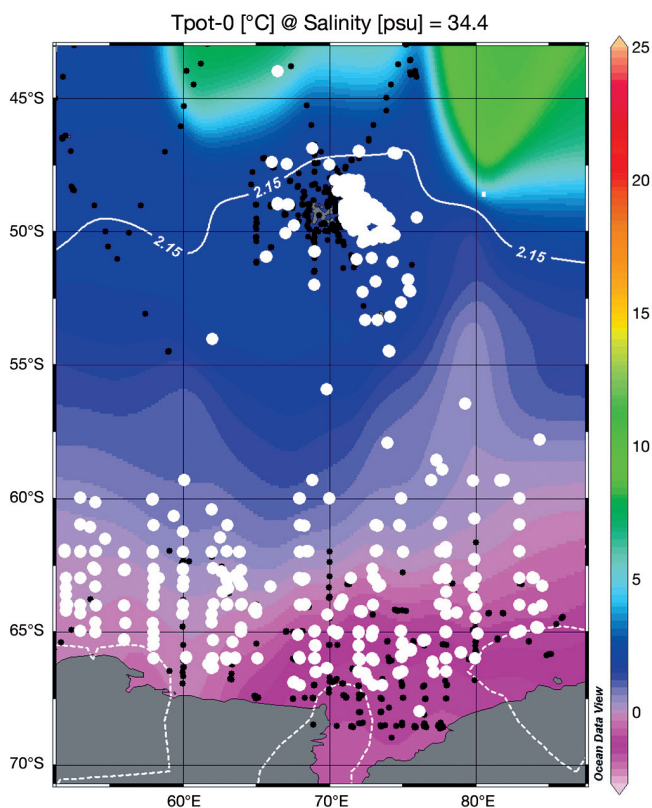 Tpot-0 [°C] @ Salinity [psu] = 34.4
25
45°S
20
2.15
2.15
2.15
50°S
15
55°S
10
60°S
5
65°S
0
Ocean Data View
70°S
60°E
70°E
80°E